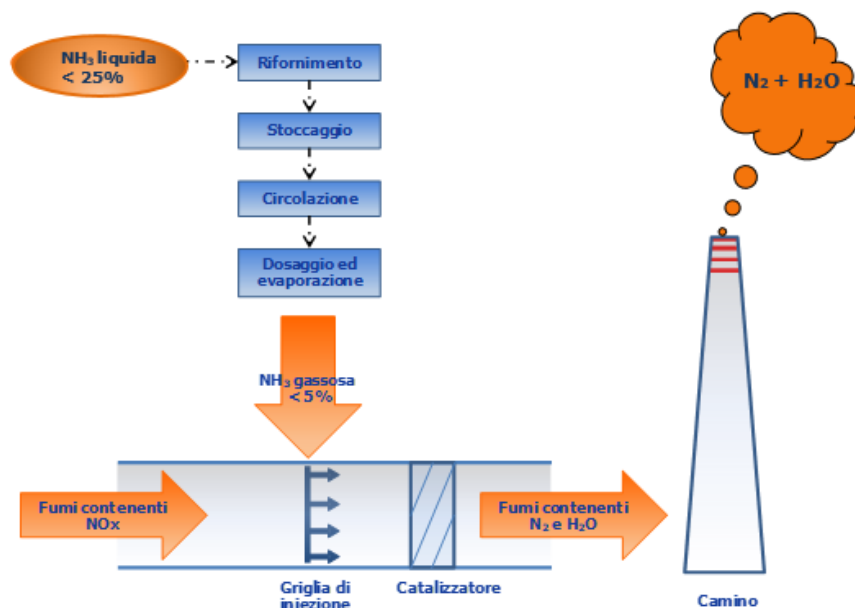 NH₃ liquida
< 25%
Rifornimento
Stoccaggio
Circolazione
Dosaggio ed
evaporazione
NH₃ gassosa
< 5%
N₂ + H₂O
Fumi contenenti
NOx
Fumi contenenti
N₂ e H₂O
Griglia di
iniezione
Catalizzatore
Camino